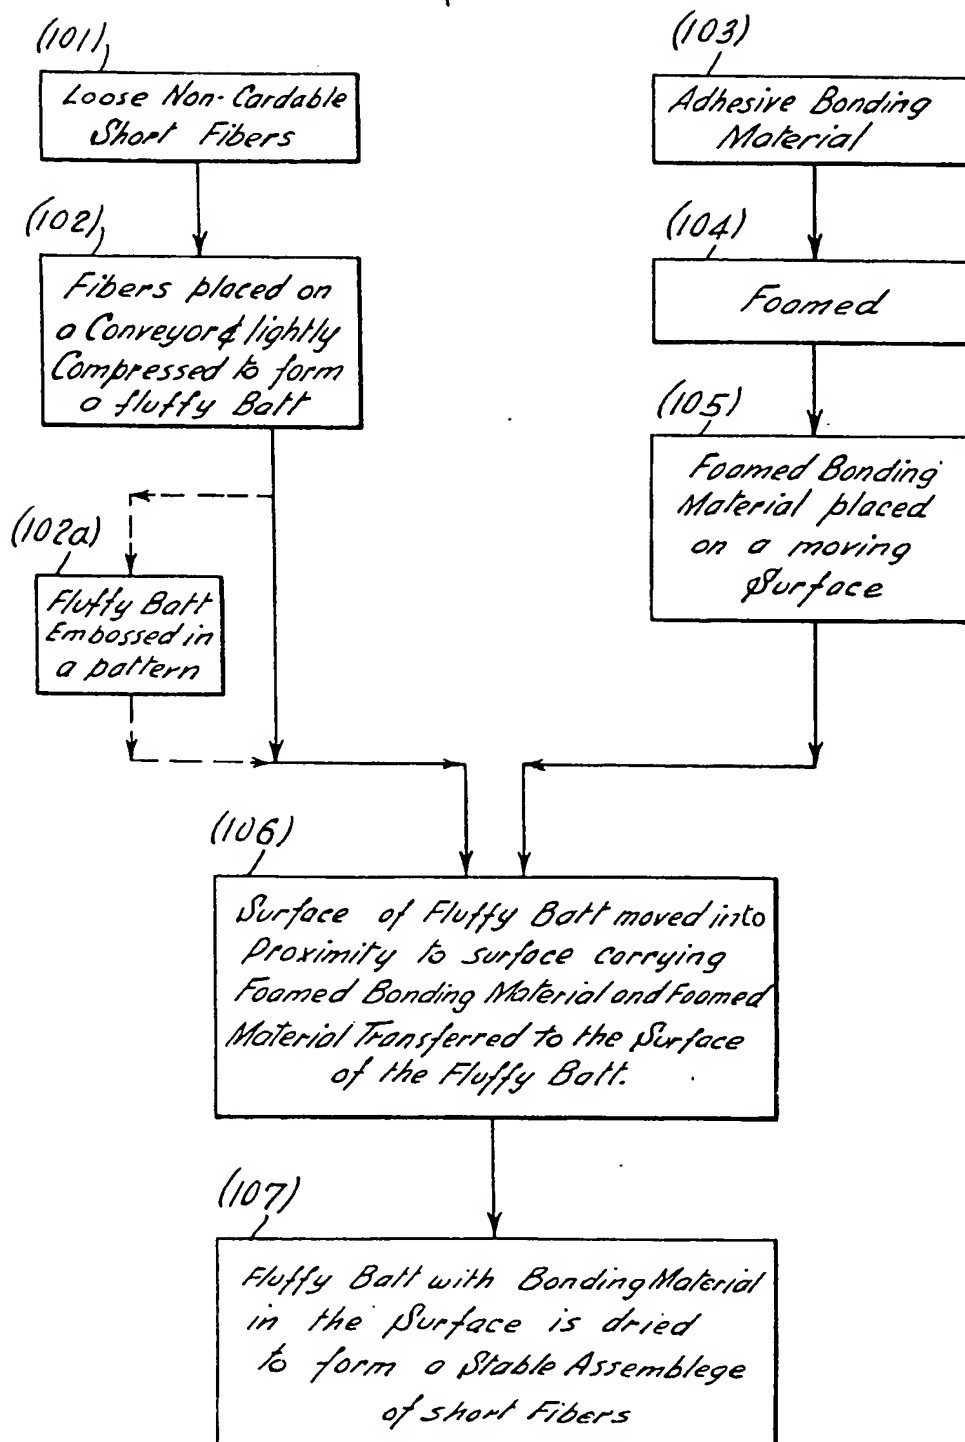 (101)
Loose Non-Cardable
Short Fibers
(102)
Fibers placed on
a Conveyor & lightly
Compressed to form
a fluffy Batt
(102a)
Fluffy Batt
Embossed in
a pattern
(103)
Adhesive Bonding
Material
(104)
Foamed
(105)
Foamed Bonding
Material placed
on a moving
Surface
(106)
Surface of Fluffy Batt moved into
Proximity to surface carrying
Foamed Bonding Material and Foamed
Material Transferred to the Surface
of the Fluffy Batt.
(107)
Fluffy Batt with Bonding Material
in the Surface is dried
to form a Stable Assemblege
of short Fibers